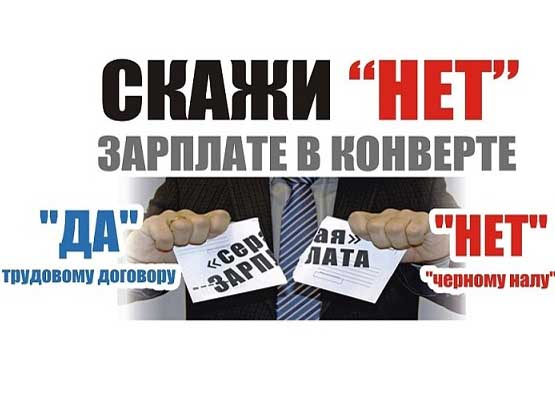 СКАЖИ “НЕТ”
ЗАРПЛАТЕ В КОНВЕРТЕ
"ДА"
трудовому договору
«сер
ЗАРП
ая»
ЛАТА
"НЕТ"
"черному налу"